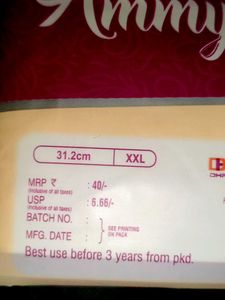 Ammy
31.2cm XXL
MRP ₹ : 40/-
(Inclusive of all taxes)
USP : 6.66/-
(Inclusive of all taxes)
BATCH NO. :
SEE PRINTING
ON PACK
MFG. DATE :
Best use before 3 years from pkd.